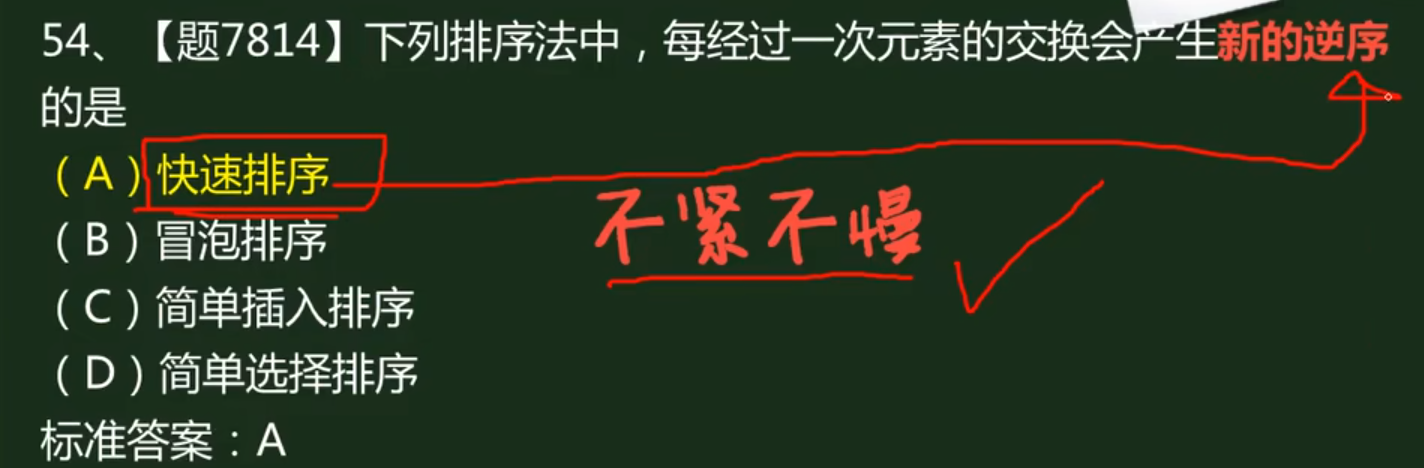 54、【题7814】下列排序法中，每经过一次元素的交换会产生新的逆序
的是
（A）快速排序
不紧不慢
（B）冒泡排序
（C）简单插入排序
（D）简单选择排序
标准答案：A